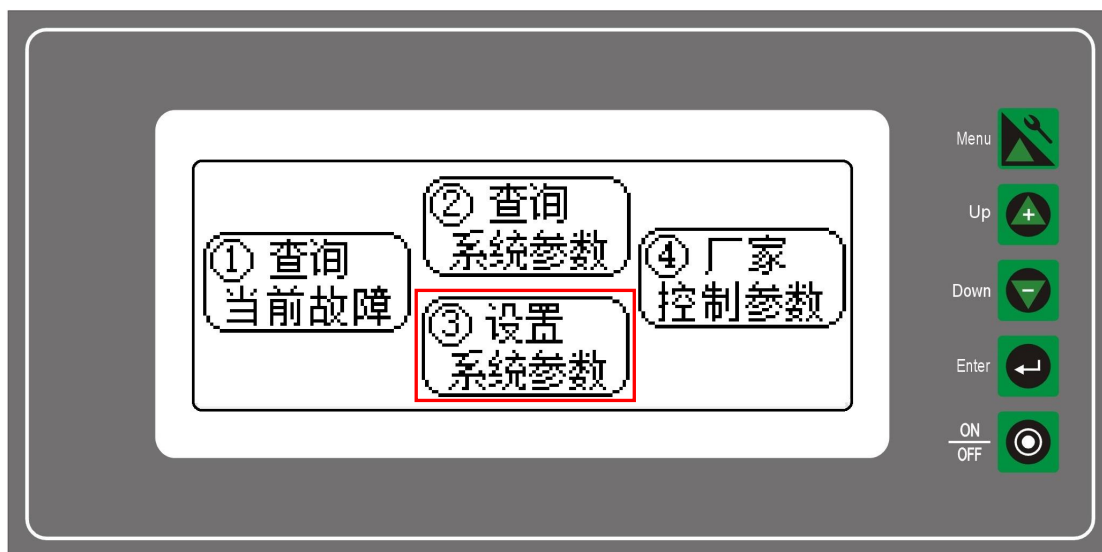 ① 查询
当前故障
② 查询
系统参数
③ 设置
系统参数
④ 厂家
控制参数
Menu
Up
Down
Enter
ON
OFF